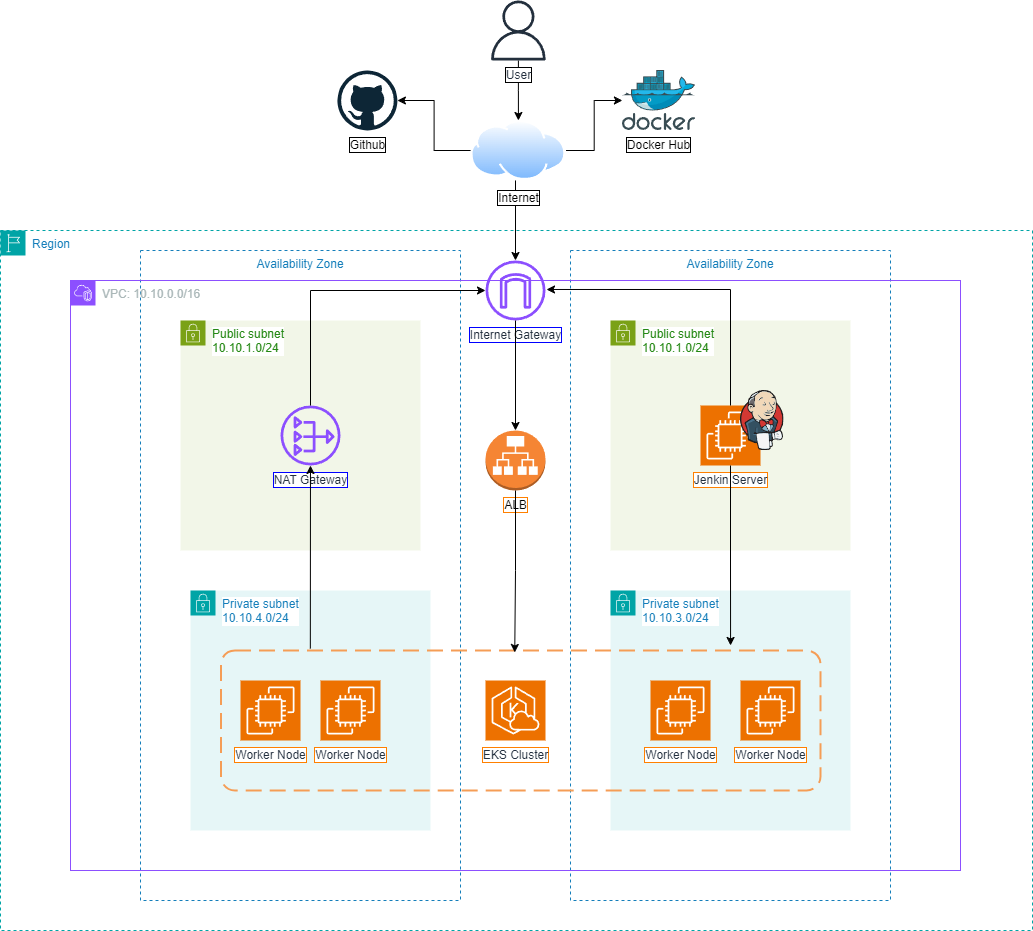 User
docker
Github
Docker Hub
Internet
Region
Availability Zone
Availability Zone
VPC: 10.10.0.0/16
Internet Gateway
Public subnet
10.10.1.0/24
Public subnet
10.10.1.0/24
NAT Gateway
Jenkin Server
ALB
Private subnet
10.10.4.0/24
Private subnet
10.10.3.0/24
Worker Node
Worker Node
EKS Cluster
Worker Node
Worker Node